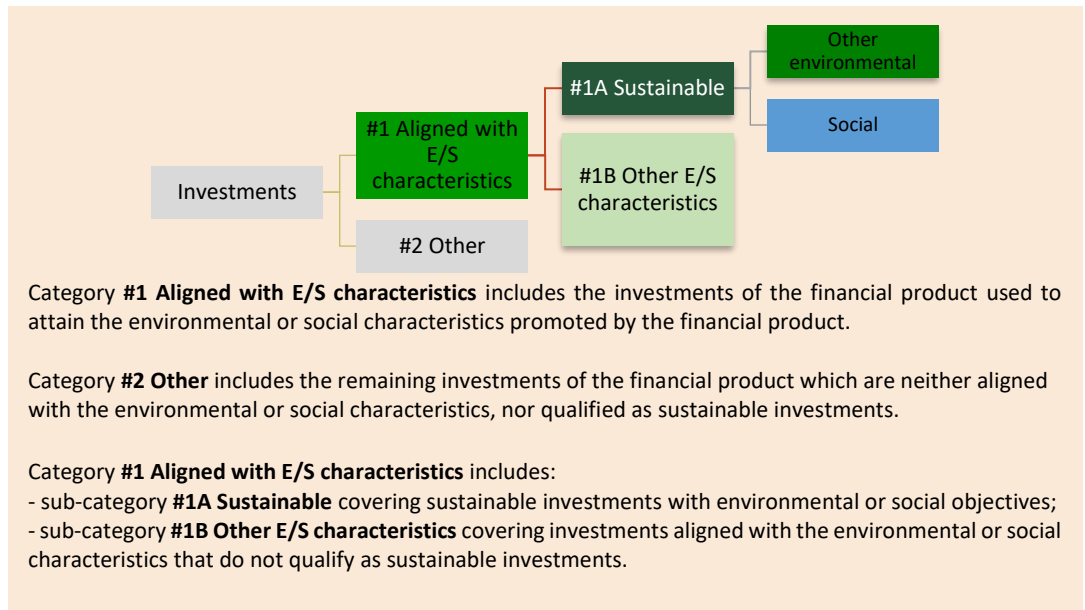 Other
environmental
#1A Sustainable
Social
#1 Aligned with
E/S
characteristics
#1B Other E/S
characteristics
Investments
#2 Other
Category #1 Aligned with E/S characteristics includes the investments of the financial product used to
attain the environmental or social characteristics promoted by the financial product.
Category #2 Other includes the remaining investments of the financial product which are neither aligned
with the environmental or social characteristics, nor qualified as sustainable investments.
Category #1 Aligned with E/S characteristics includes:
- sub-category #1A Sustainable covering sustainable investments with environmental or social objectives;
- sub-category #1B Other E/S characteristics covering investments aligned with the environmental or social
characteristics that do not qualify as sustainable investments.